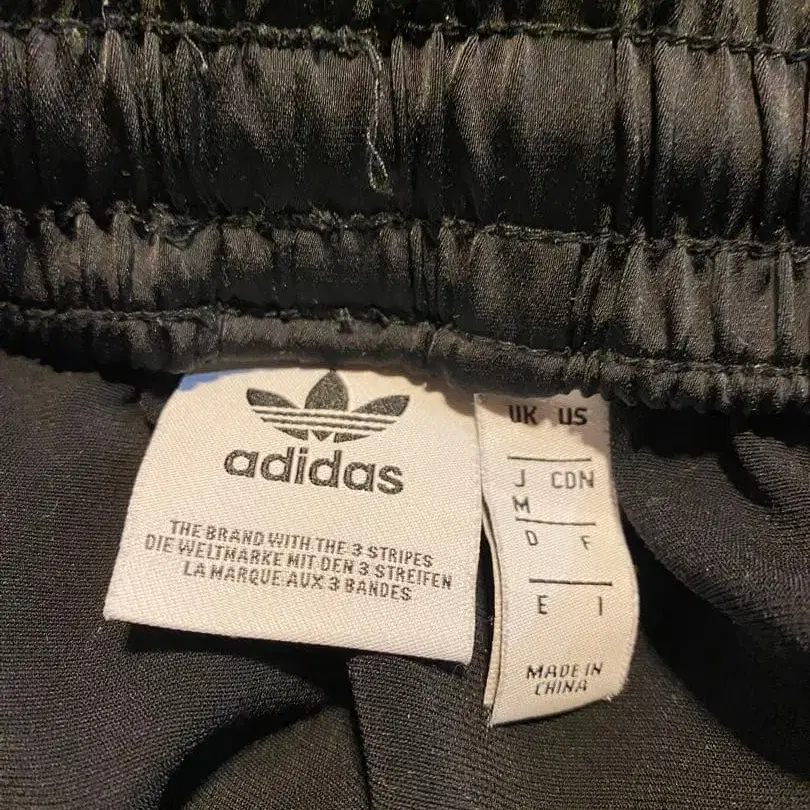 adidas
THE BRAND WITH THE 3 STRIPES
DIE WELTMARKE MIT DEN 3 STREIFEN
LA MARQUE AUX 3 BANDES
UK US
J CDN
M
D F
E I
MADE IN
CHINA